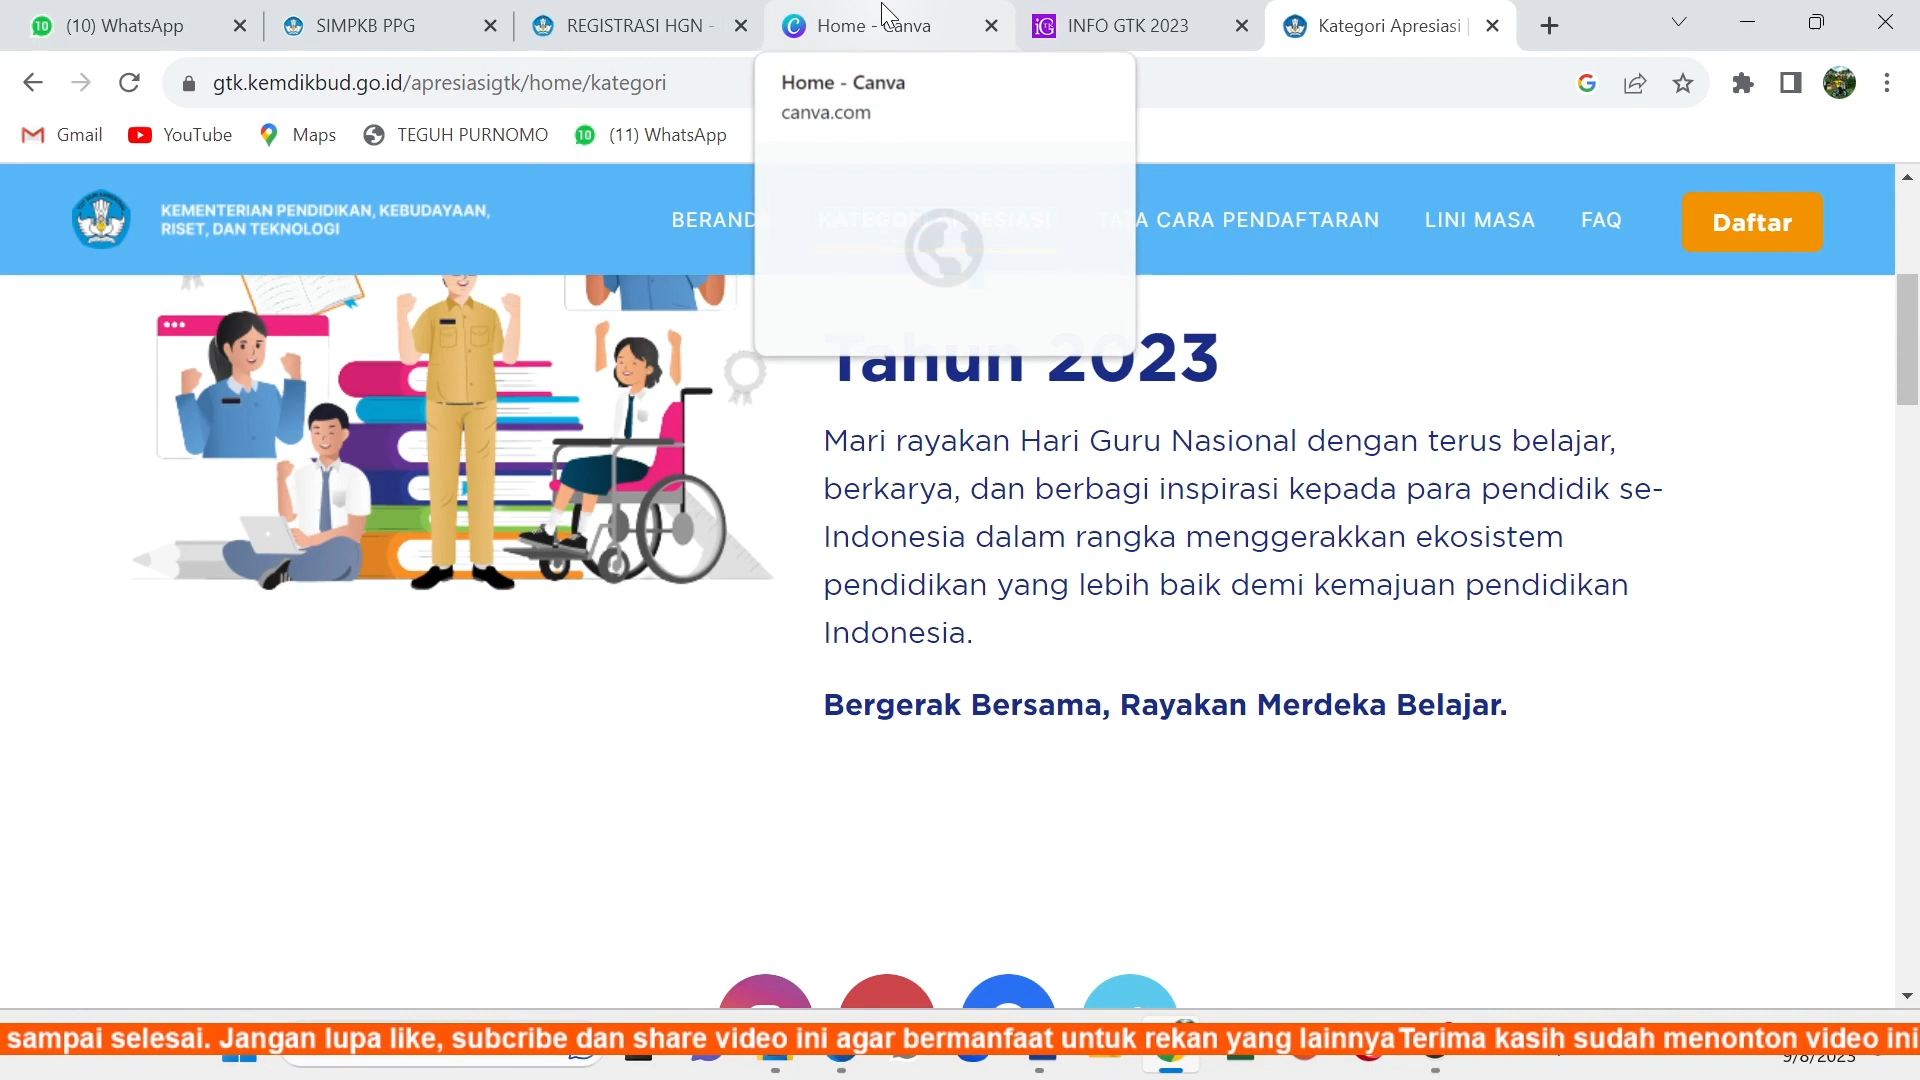 (10) WhatsApp
SIMPKB PPG
REGISTRASI HGN -
Home - Canva
INFO GTK 2023
Kategori Apresiasi
gtk.kemdikbud.go.id/apresiasigtk/home/kategori
Home - Canva
canva.com
Gmail
YouTube
Maps
TEGUH PURNOMO
(11) WhatsApp
KEMENTERIAN PENDIDIKAN, KEBUDAYAAN,
RISET, DAN TEKNOLOGI
BERANDA
KATEGORI APRESIASI
TATA CARA PENDAFTARAN
LINI MASA
FAQ
Daftar
Tahun 2023
Mari rayakan Hari Guru Nasional dengan terus belajar,
berkarya, dan berbagi inspirasi kepada para pendidik se-
Indonesia dalam rangka menggerakkan ekosistem
pendidikan yang lebih baik demi kemajuan pendidikan
Indonesia.
Bergerak Bersama, Rayakan Merdeka Belajar.
sampai selesai. Jangan lupa like, subcribe dan share video ini agar bermanfaat untuk rekan yang lainnya Terima kasih sudah menonton video ini
9/8/2023